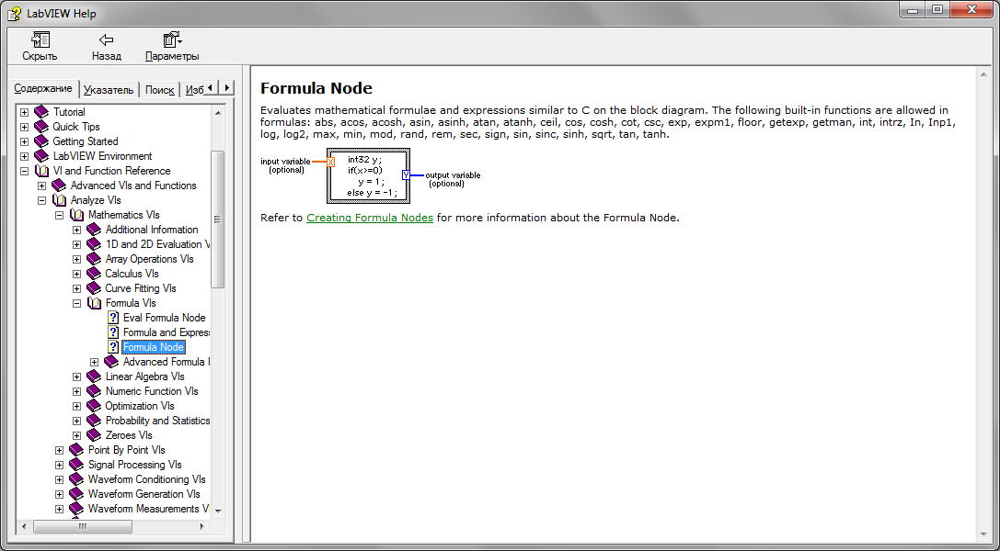 LabVIEW Help
Скрыть Назад Параметры
Содержание Указатель Поиск Изб
Tutorial
Quick Tips
Getting Started
LabVIEW Environment
VI and Function Reference
Advanced VIs and Functions
Analyze VIs
Mathematics VIs
Additional Information
1D and 2D Evaluation V
Array Operations VIs
Calculus VIs
Curve Fitting VIs
Formula VIs
Eval Formula Node
Formula and Express
Formula Node
Advanced Formula
Linear Algebra VIs
Numeric Function VIs
Optimization VIs
Probability and Statistics
Zeroes VIs
Point By Point VIs
Signal Processing VIs
Waveform Conditioning VIs
Waveform Generation VIs
Waveform Measurements V
Formula Node
Evaluates mathematical formulae and expressions similar to C on the block diagram. The following built-in functions are allowed in
formulas: abs, acos, acosh, asin, asinh, atan, atanh, ceil, cos, cosh, cot, csc, exp, expm1, floor, getexp, getman, int, intrz, In, Inp1,
log, log2, max, min, mod, rand, rem, sec, sign, sin, sinc, sinh, sqrt, tan, tanh.
input variable
(optional)
X
int32 y;
if(x>=0)
y = 1;
else y = -1;
Y
output variable
(optional)
Refer to Creating Formula Nodes for more information about the Formula Node.